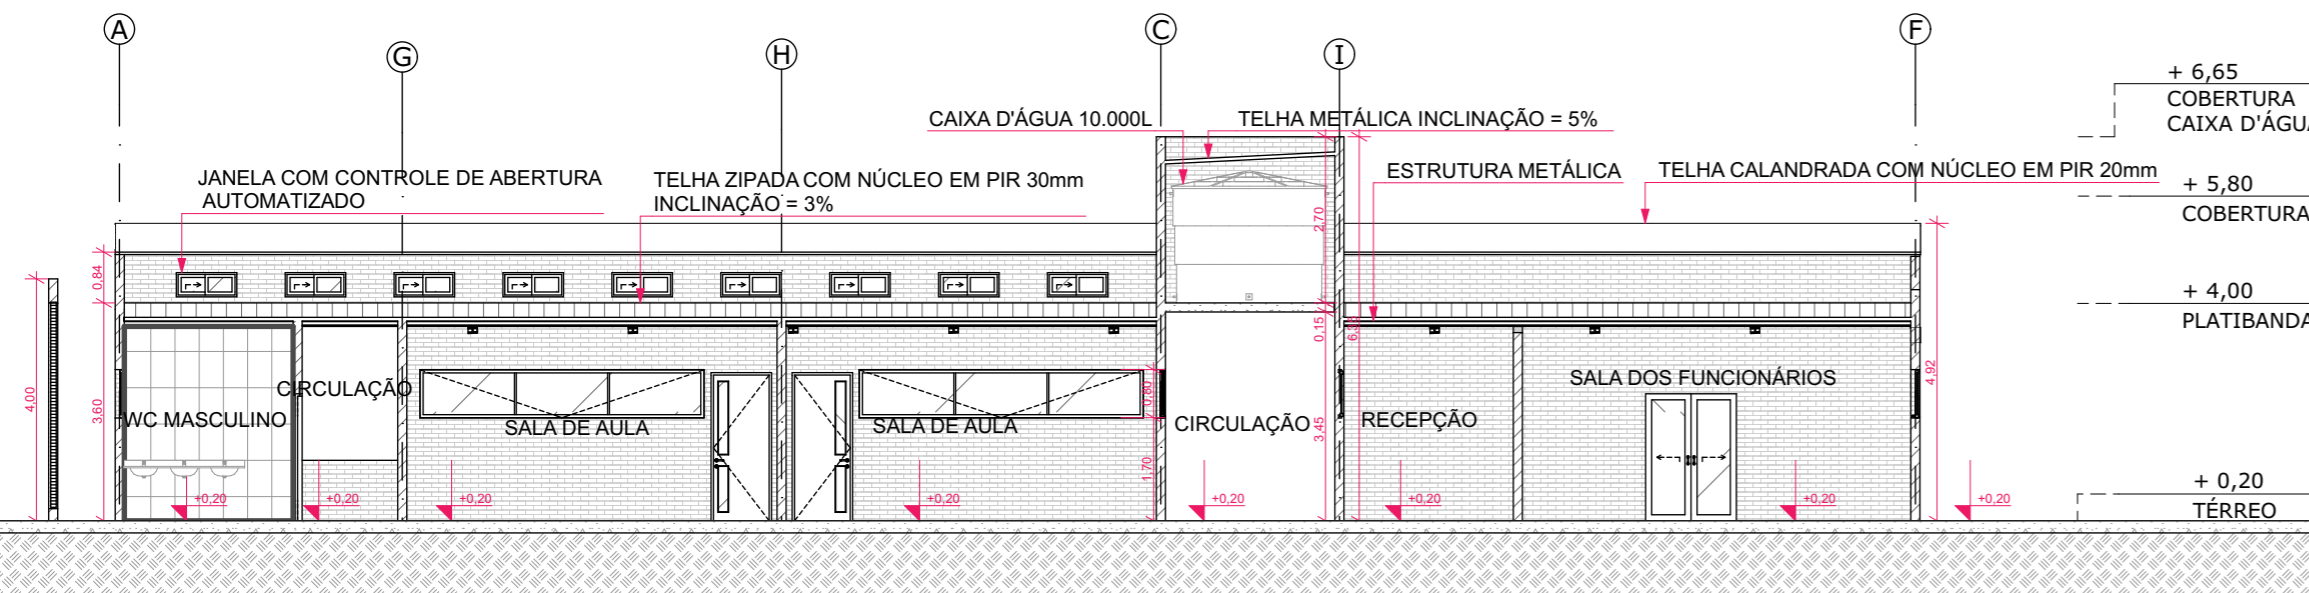 A
G
H
C
I
F
+ 6,65
COBERTURA
CAIXA D'ÁGUA
CAIXA D'ÁGUA 10.000L
TELHA METÁLICA INCLINAÇÃO = 5%
JANELA COM CONTROLE DE ABERTURA
AUTOMATIZADO
TELHA ZIPADA COM NÚCLEO EM PIR 30mm
INCLINAÇÃO = 3%
ESTRUTURA METÁLICA
TELHA CALANDRADA COM NÚCLEO EM PIR 20mm
+ 5,80
COBERTURA
2,70
0,84
+ 4,00
PLATIBANDA
0,15
4,00
3,60
CIRCULAÇÃO
WC MASCULINO
SALA DE AULA
0,80
SALA DE AULA
1,70
CIRCULAÇÃO
3,45
RECEPÇÃO
SALA DOS FUNCIONÁRIOS
4,92
+0,20
+0,20
+0,20
+0,20
+0,20
+0,20
+0,20
+0,20
+ 0,20
TÉRREO